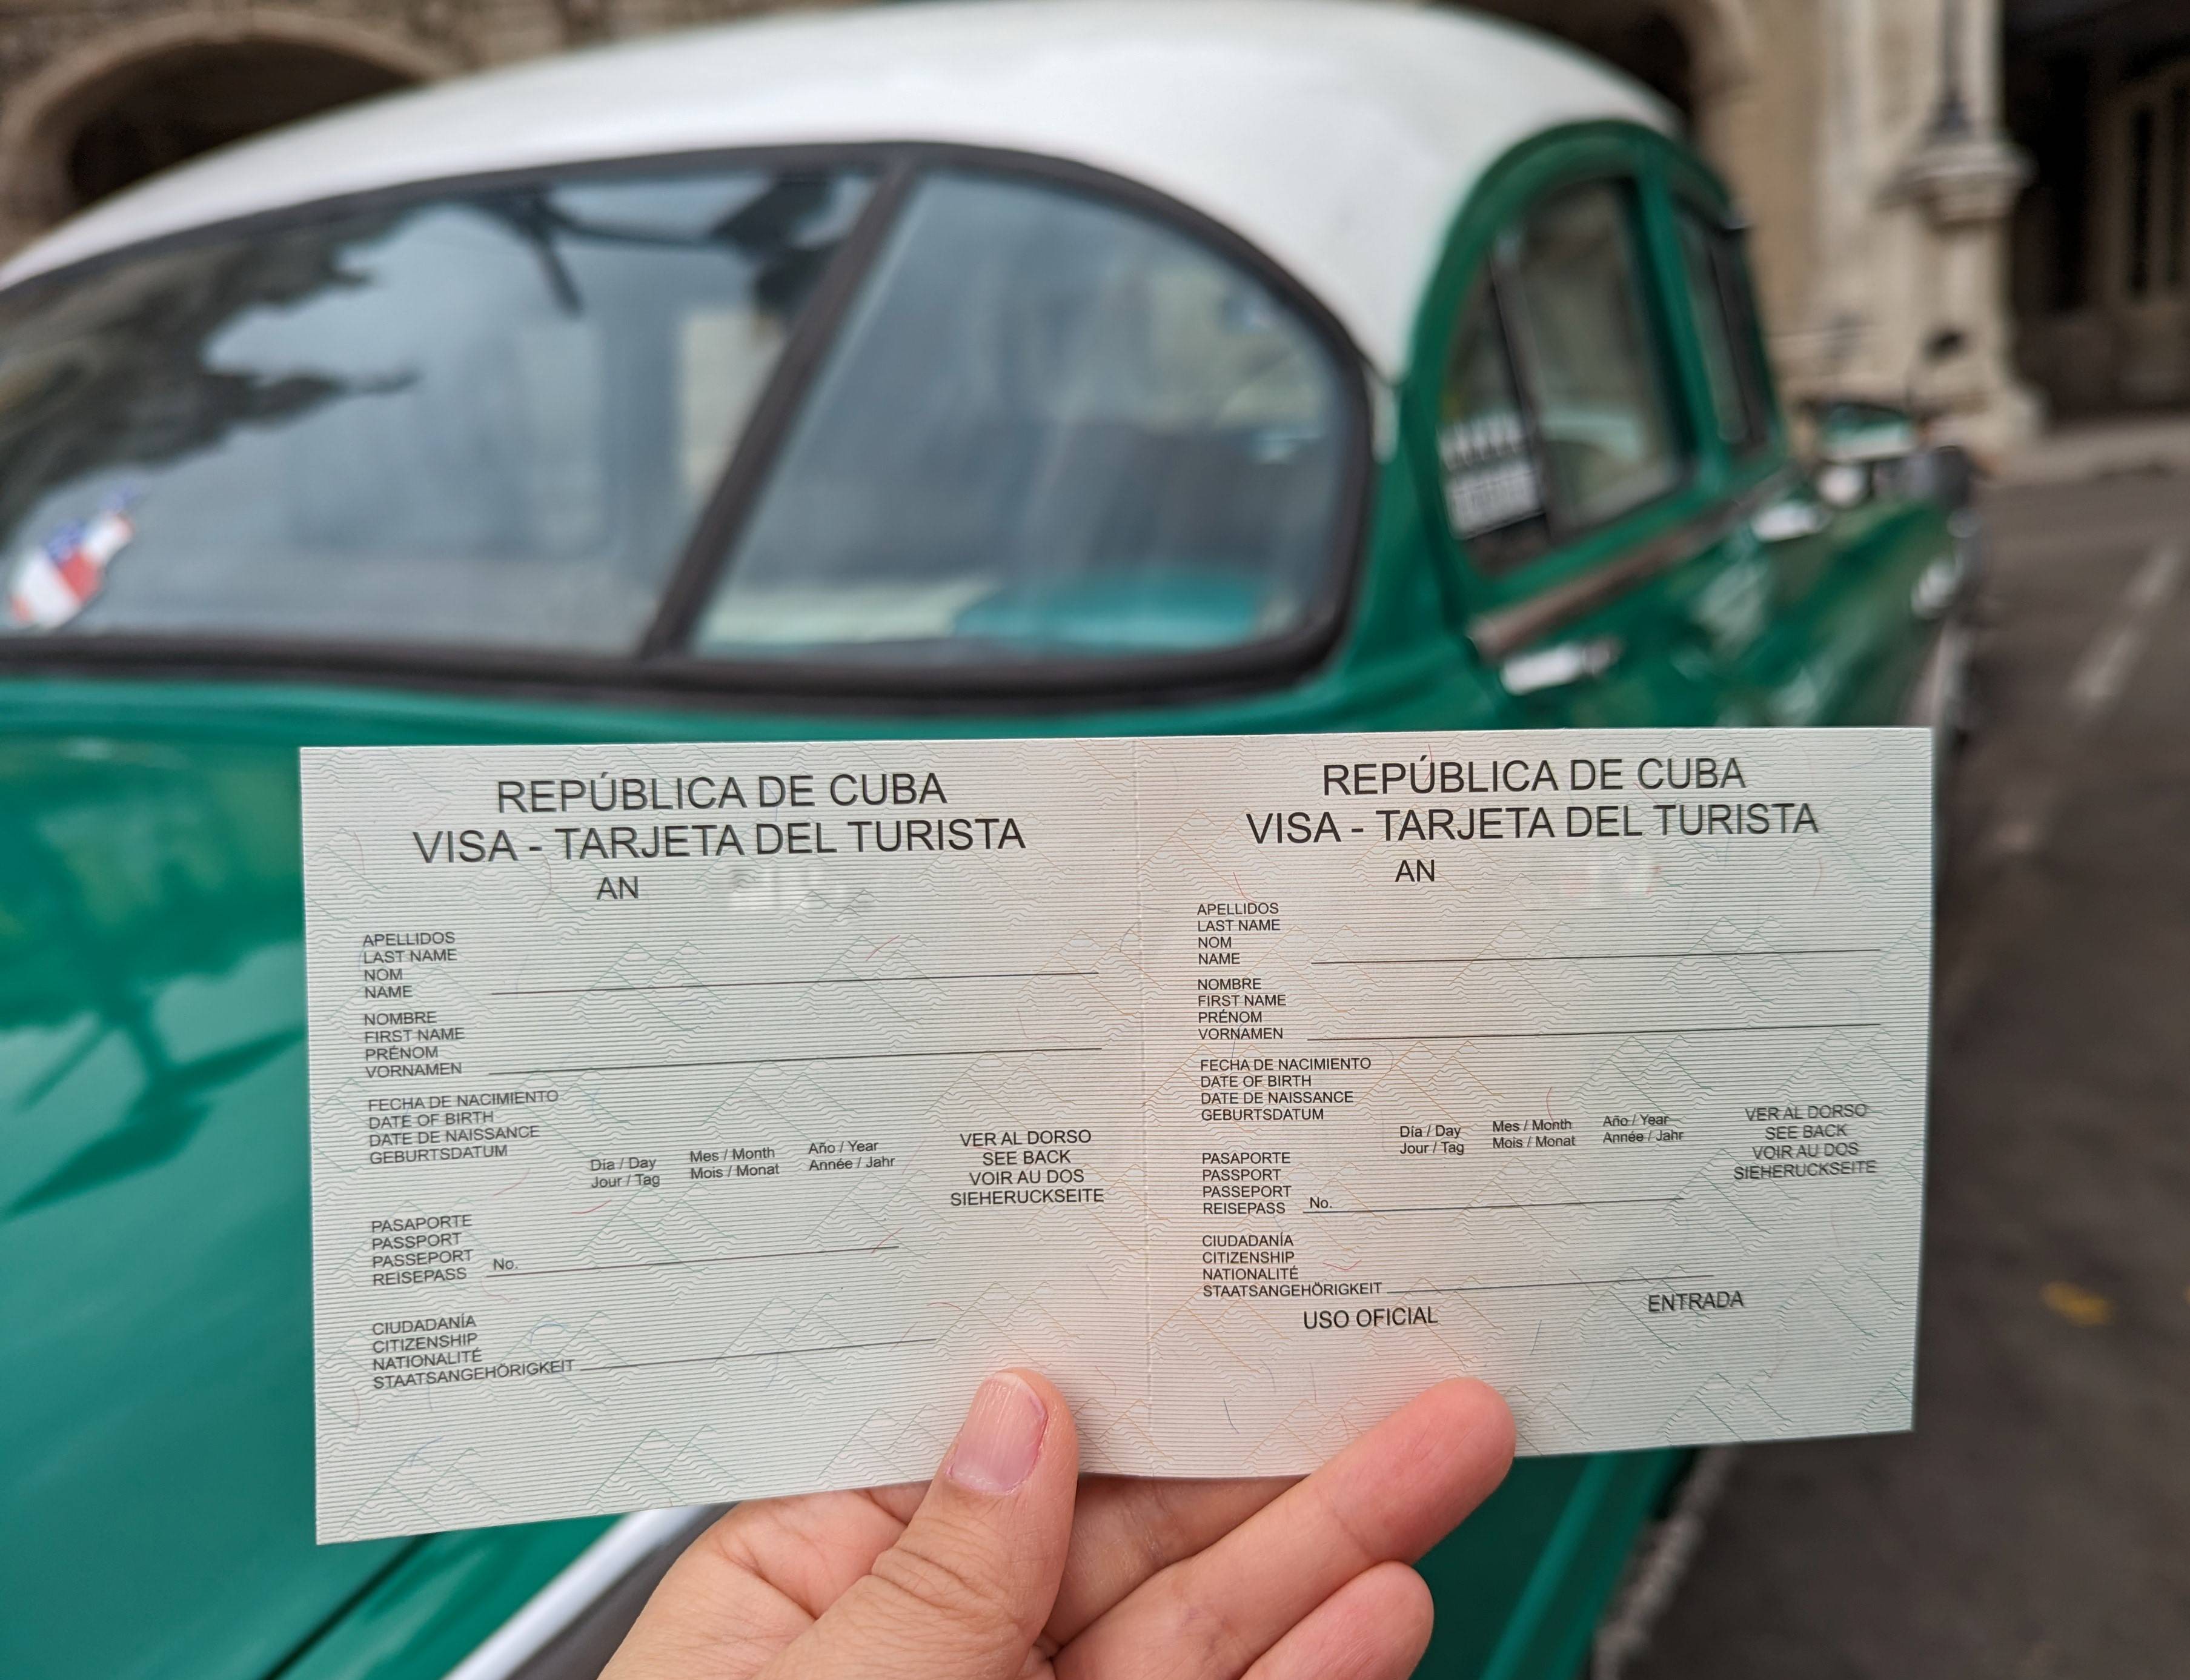 REPÚBLICA DE CUBA
VISA - TARJETA DEL TURISTA
AN
APELLIDOS
LAST NAME
NOM
NAME
NOMBRE
FIRST NAME
PRÉNOM
VORNAMEN
FECHA DE NACIMIENTO
DATE OF BIRTH
DATE DE NAISSANCE
GEBURTSDATUM
Día / Day Mes / Month Año / Year
Jour / Tag Mois / Monat Année / Jahr
VER AL DORSO
SEE BACK
VOIR AU DOS
SIEHERUCKSEITE
PASAPORTE
PASSPORT
PASSEPORT
REISEPASS No.
CIUDADANÍA
CITIZENSHIP
NATIONALITÉ
STAATSANGEHÖRIGKEIT
REPÚBLICA DE CUBA
VISA - TARJETA DEL TURISTA
AN
APELLIDOS
LAST NAME
NOM
NAME
NOMBRE
FIRST NAME
PRÉNOM
VORNAMEN
FECHA DE NACIMIENTO
DATE OF BIRTH
DATE DE NAISSANCE
GEBURTSDATUM
Día / Day Mes / Month Año / Year
Jour / Tag Mois / Monat Année / Jahr
VER AL DORSO
SEE BACK
VOIR AU DOS
SIEHERUCKSEITE
PASAPORTE
PASSPORT
PASSEPORT
REISEPASS No.
CIUDADANÍA
CITIZENSHIP
NATIONALITÉ
STAATSANGEHÖRIGKEIT
USO OFICIAL ENTRADA